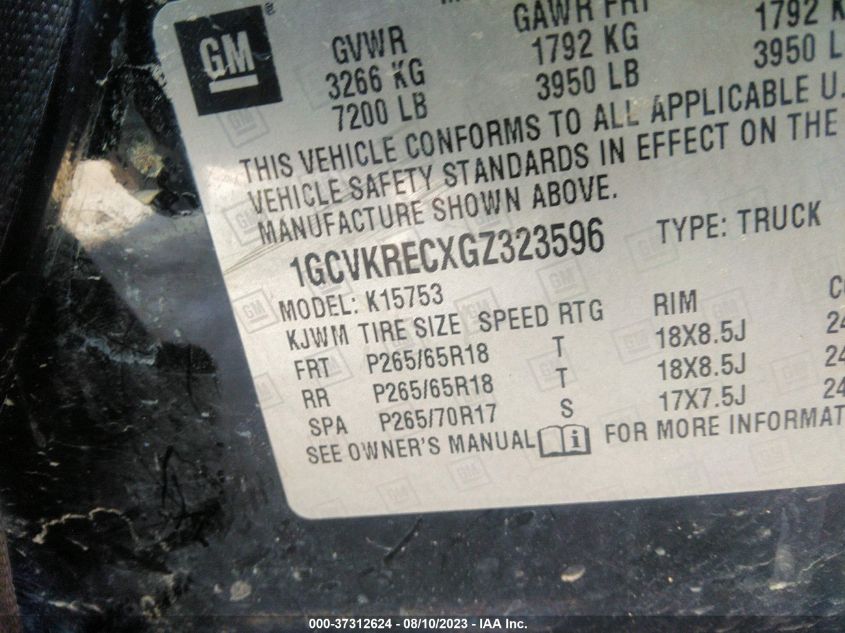 GM ®
GVWR GAWR FRT
3266 KG 1792 KG 1792
7200 LB 3950 LB 3950
THIS VEHICLE CONFORMS TO ALL APPLICABLE U.
VEHICLE SAFETY STANDARDS IN EFFECT ON THE
MANUFACTURE SHOWN ABOVE.
1GCVKRECXGZ323596 TYPE: TRUCK
MODEL: K15753
KJWM TIRE SIZE SPEED RTG RIM
FRT P265/65R18 T 18X8.5J
RR P265/65R18 T 18X8.5J
SPA P265/70R17 S 17X7.5J
SEE OWNER'S MANUAL FOR MORE INFORMAT
000-37312624 - 08/10/2023 - IAA Inc.